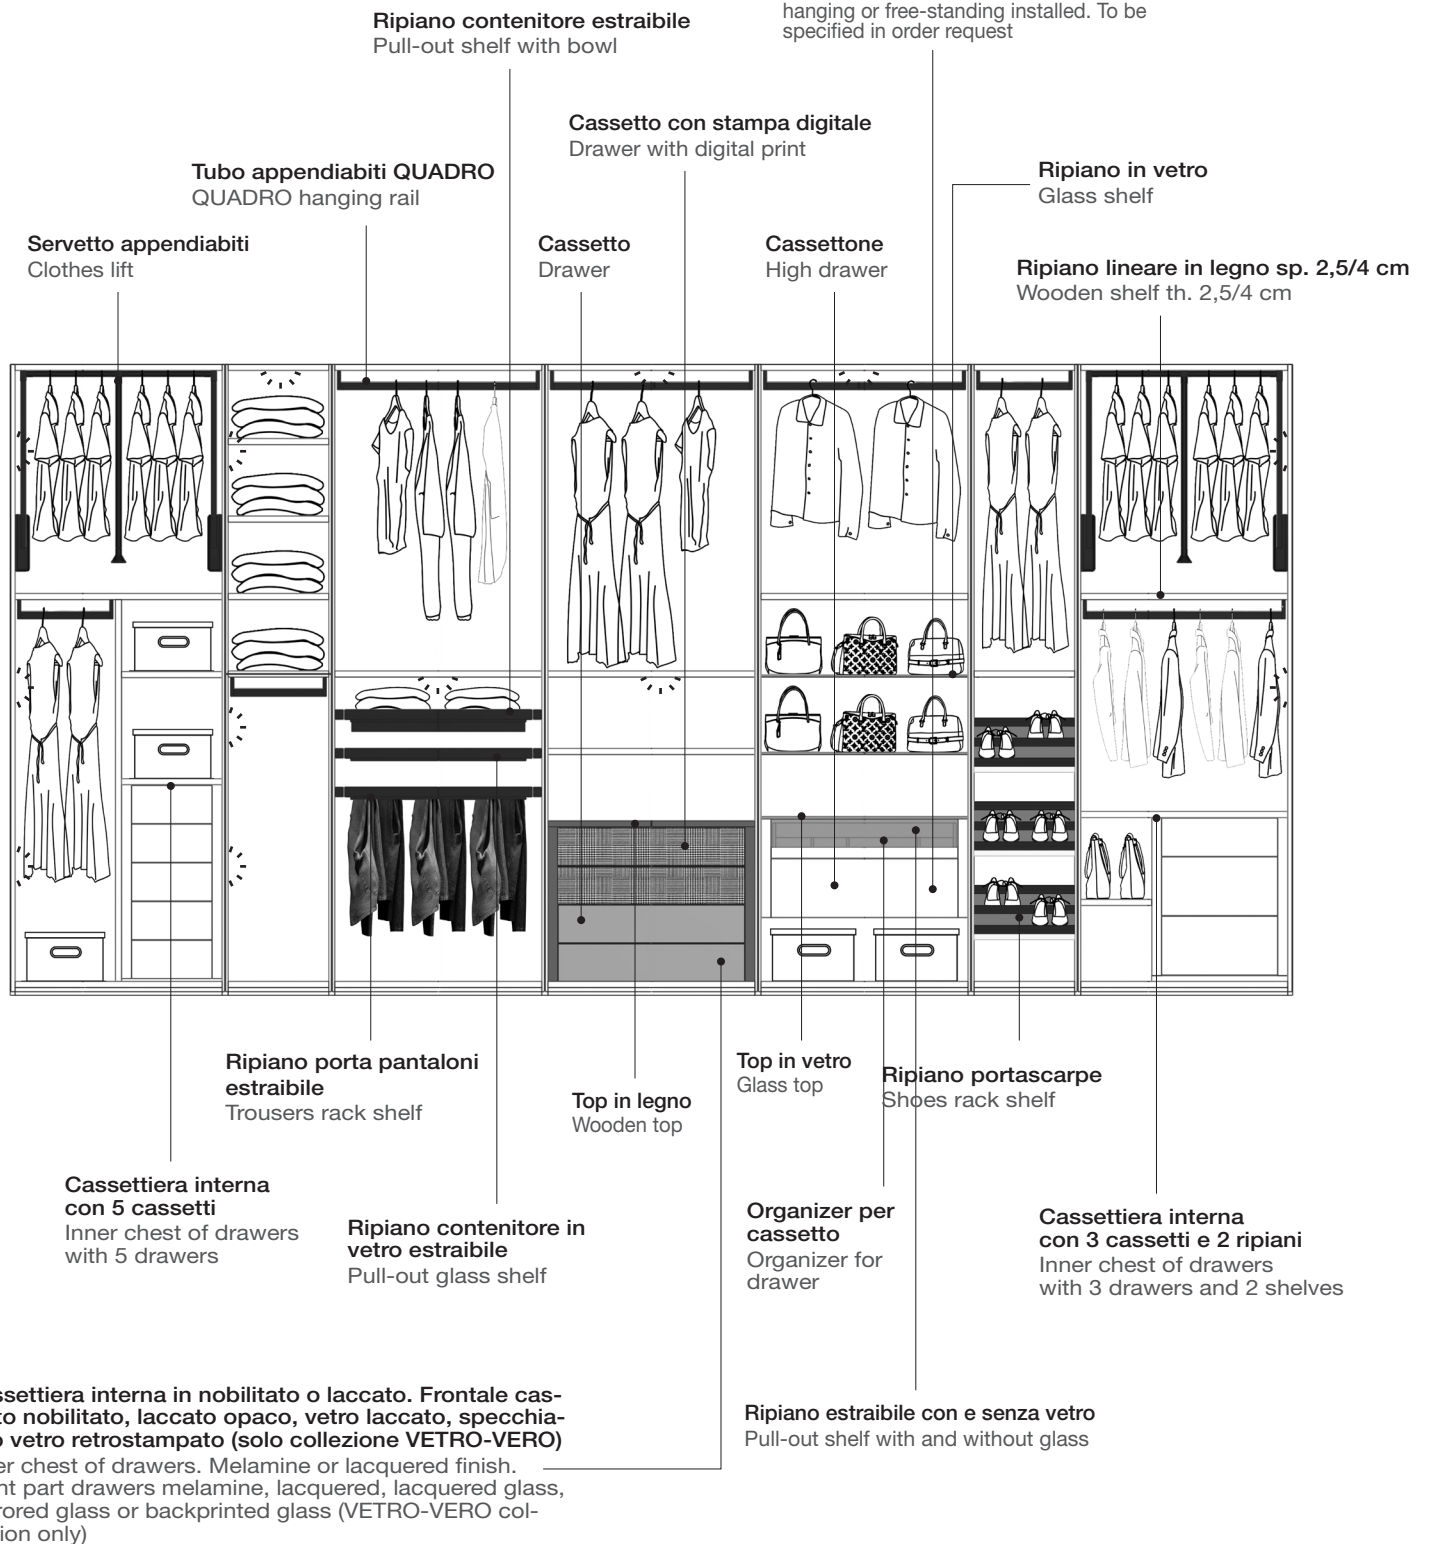 hanging or free-standing installed. To be
specified in order request
Ripiano contenitore estraibile
Pull-out shelf with bowl
Cassetto con stampa digitale
Drawer with digital print
Tubo appendiabiti QUADRO
QUADRO hanging rail
Ripiano in vetro
Glass shelf
Servetto appendiabiti
Clothes lift
Cassetto
Drawer
Cassettone
High drawer
Ripiano lineare in legno sp. 2,5/4 cm
Wooden shelf th. 2,5/4 cm
Ripiano porta pantaloni
estraibile
Trousers rack shelf
Top in legno
Wooden top
Top in vetro
Glass top
Ripiano portascarpe
Shoes rack shelf
Cassettiera interna
con 5 cassetti
Inner chest of drawers
with 5 drawers
Ripiano contenitore in
vetro estraibile
Pull-out glass shelf
Organizer per
cassetto
Organizer for
drawer
Cassettiera interna
con 3 cassetti e 2 ripiani
Inner chest of drawers
with 3 drawers and 2 shelves
ssettiera interna in nobilitato o laccato. Frontale cas-
to nobilitato, laccato opaco, vetro laccato, specchia-
o vetro retrostampato (solo collezione VETRO-VERO)
er chest of drawers. Melamine or lacquered finish.
nt part drawers melamine, lacquered, lacquered glass,
rored glass or backprinted glass (VETRO-VERO col-
tion only)
Ripiano estraibile con e senza vetro
Pull-out shelf with and without glass